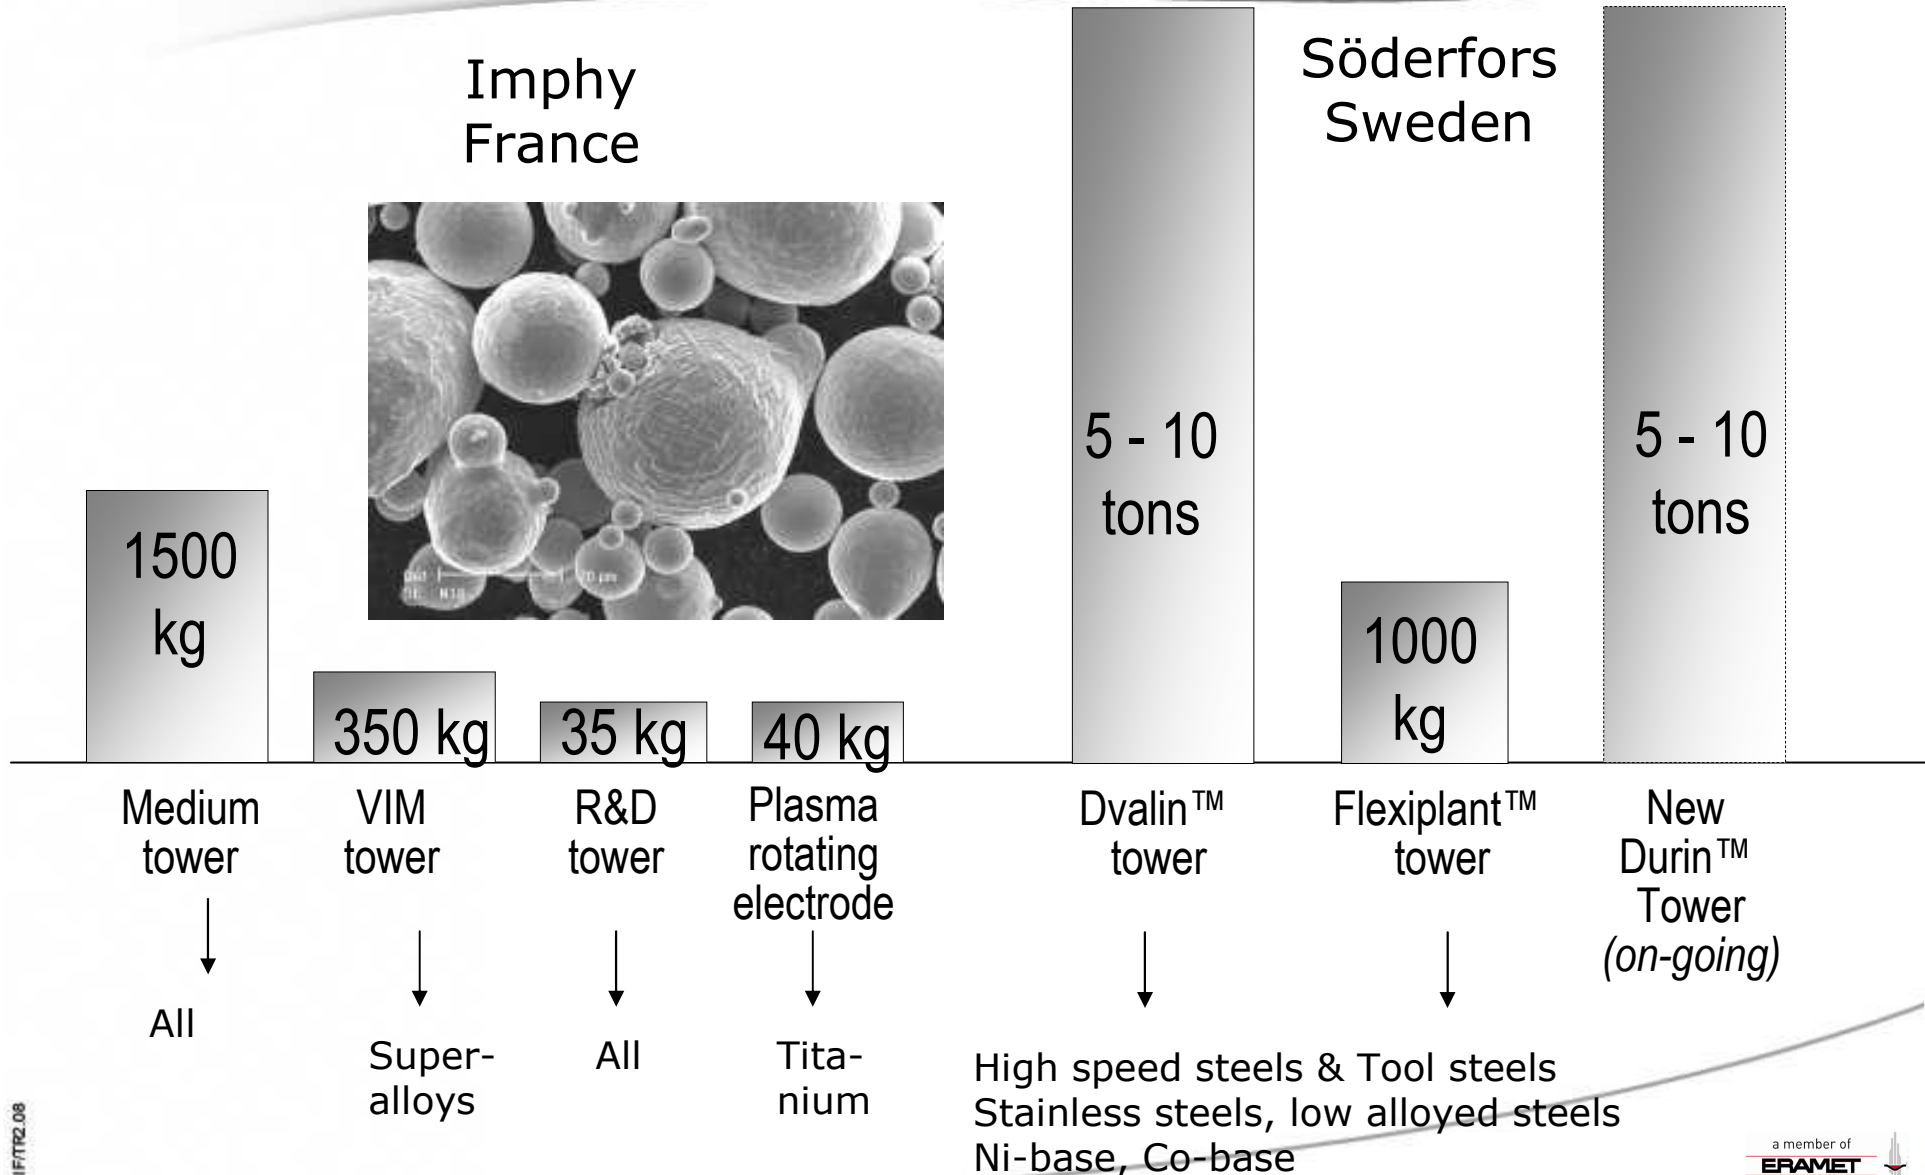 Imphy
France
Söderfors
Sweden
5 - 10
tons
5 - 10
tons
1500
kg
1000
kg
350 kg
35 kg
40 kg
Medium
tower
VIM
tower
R&D
tower
Plasma
rotating
electrode
Dvalin™
tower
Flexiplant™
tower
New
Durin™
Tower
(on-going)
All
Super-
alloys
All
Tita-
nium
High speed steels & Tool steels
Stainless steels, low alloyed steels
Ni-base, Co-base
IF/TR2.08
a member of
ERAMET